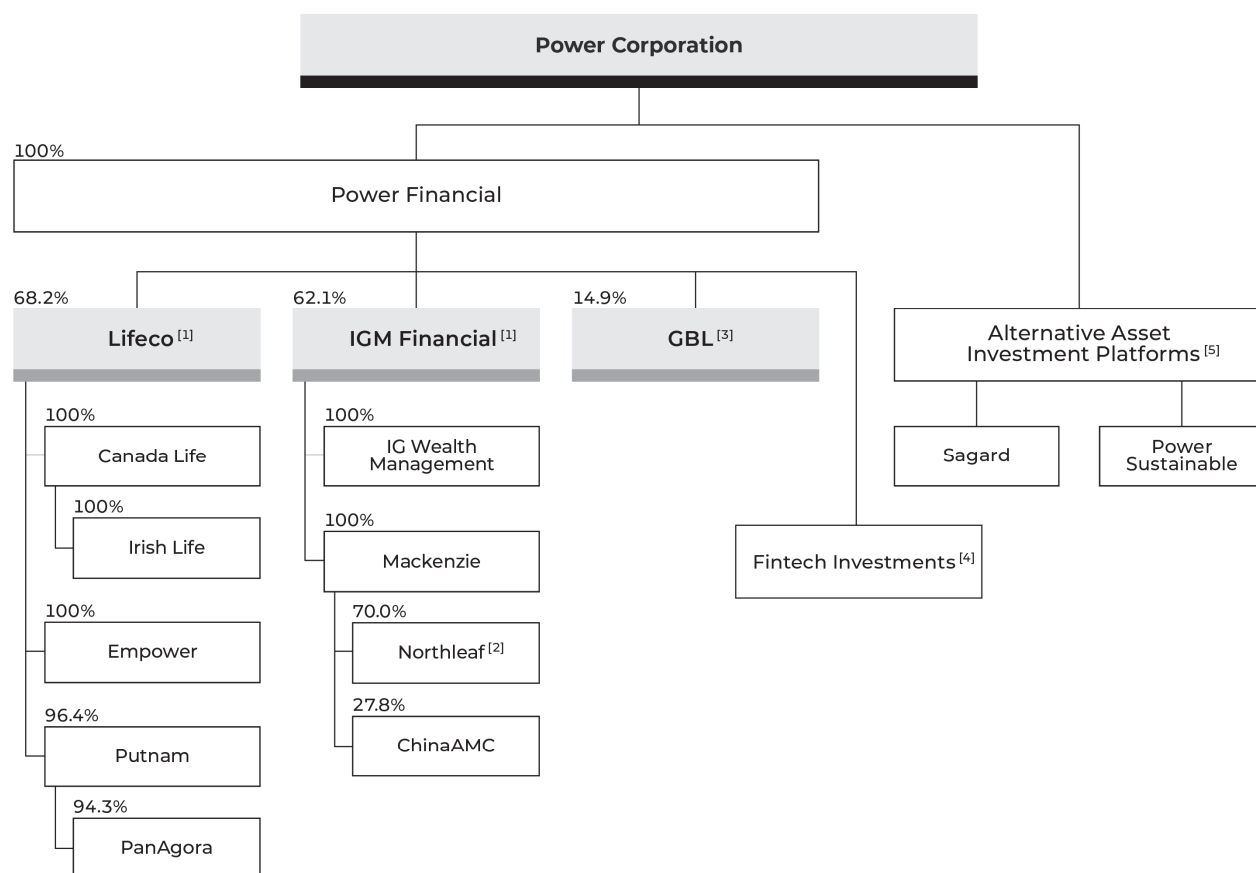 Power Corporation
100%
Power Financial
68.2%
Lifeco [1]
62.1%
IGM Financial [1]
14.9%
GBL [3]
Alternative Asset
Investment Platforms [5]
100%
Canada Life
100%
Irish Life
100%
Empower
96.4%
Putnam
94.3%
PanAgora
100%
IG Wealth
Management
100%
Mackenzie
70.0%
Northleaf [2]
27.8%
ChinaAMC
Fintech Investments [4]
Sagard
Power
Sustainable